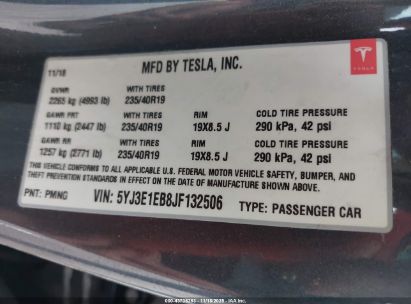 11/18
MFD BY TESLA, INC.
TESLA
GVWR WITH TIRES
2265 kg (4993 lb) 235/40R19
GAWR FRT WITH TIRES RIM COLD TIRE PRESSURE
1110 kg (2447 lb) 235/40R19 19X8.5 J 290 kPa, 42 psi
GAWR RR WITH TIRES RIM COLD TIRE PRESSURE
1257 kg (2771 lb) 235/40R19 19X8.5 J 290 kPa, 42 psi
THIS VEHICLE CONFORMS TO ALL APPLICABLE U.S. FEDERAL MOTOR VEHICLE SAFETY, BUMPER, AND
THEFT PREVENTION STANDARDS IN EFFECT ON THE DATE OF MANUFACTURE SHOWN ABOVE.
PNT: PMNG VIN: 5YJ3E1EB8JF132506 TYPE: PASSENGER CAR